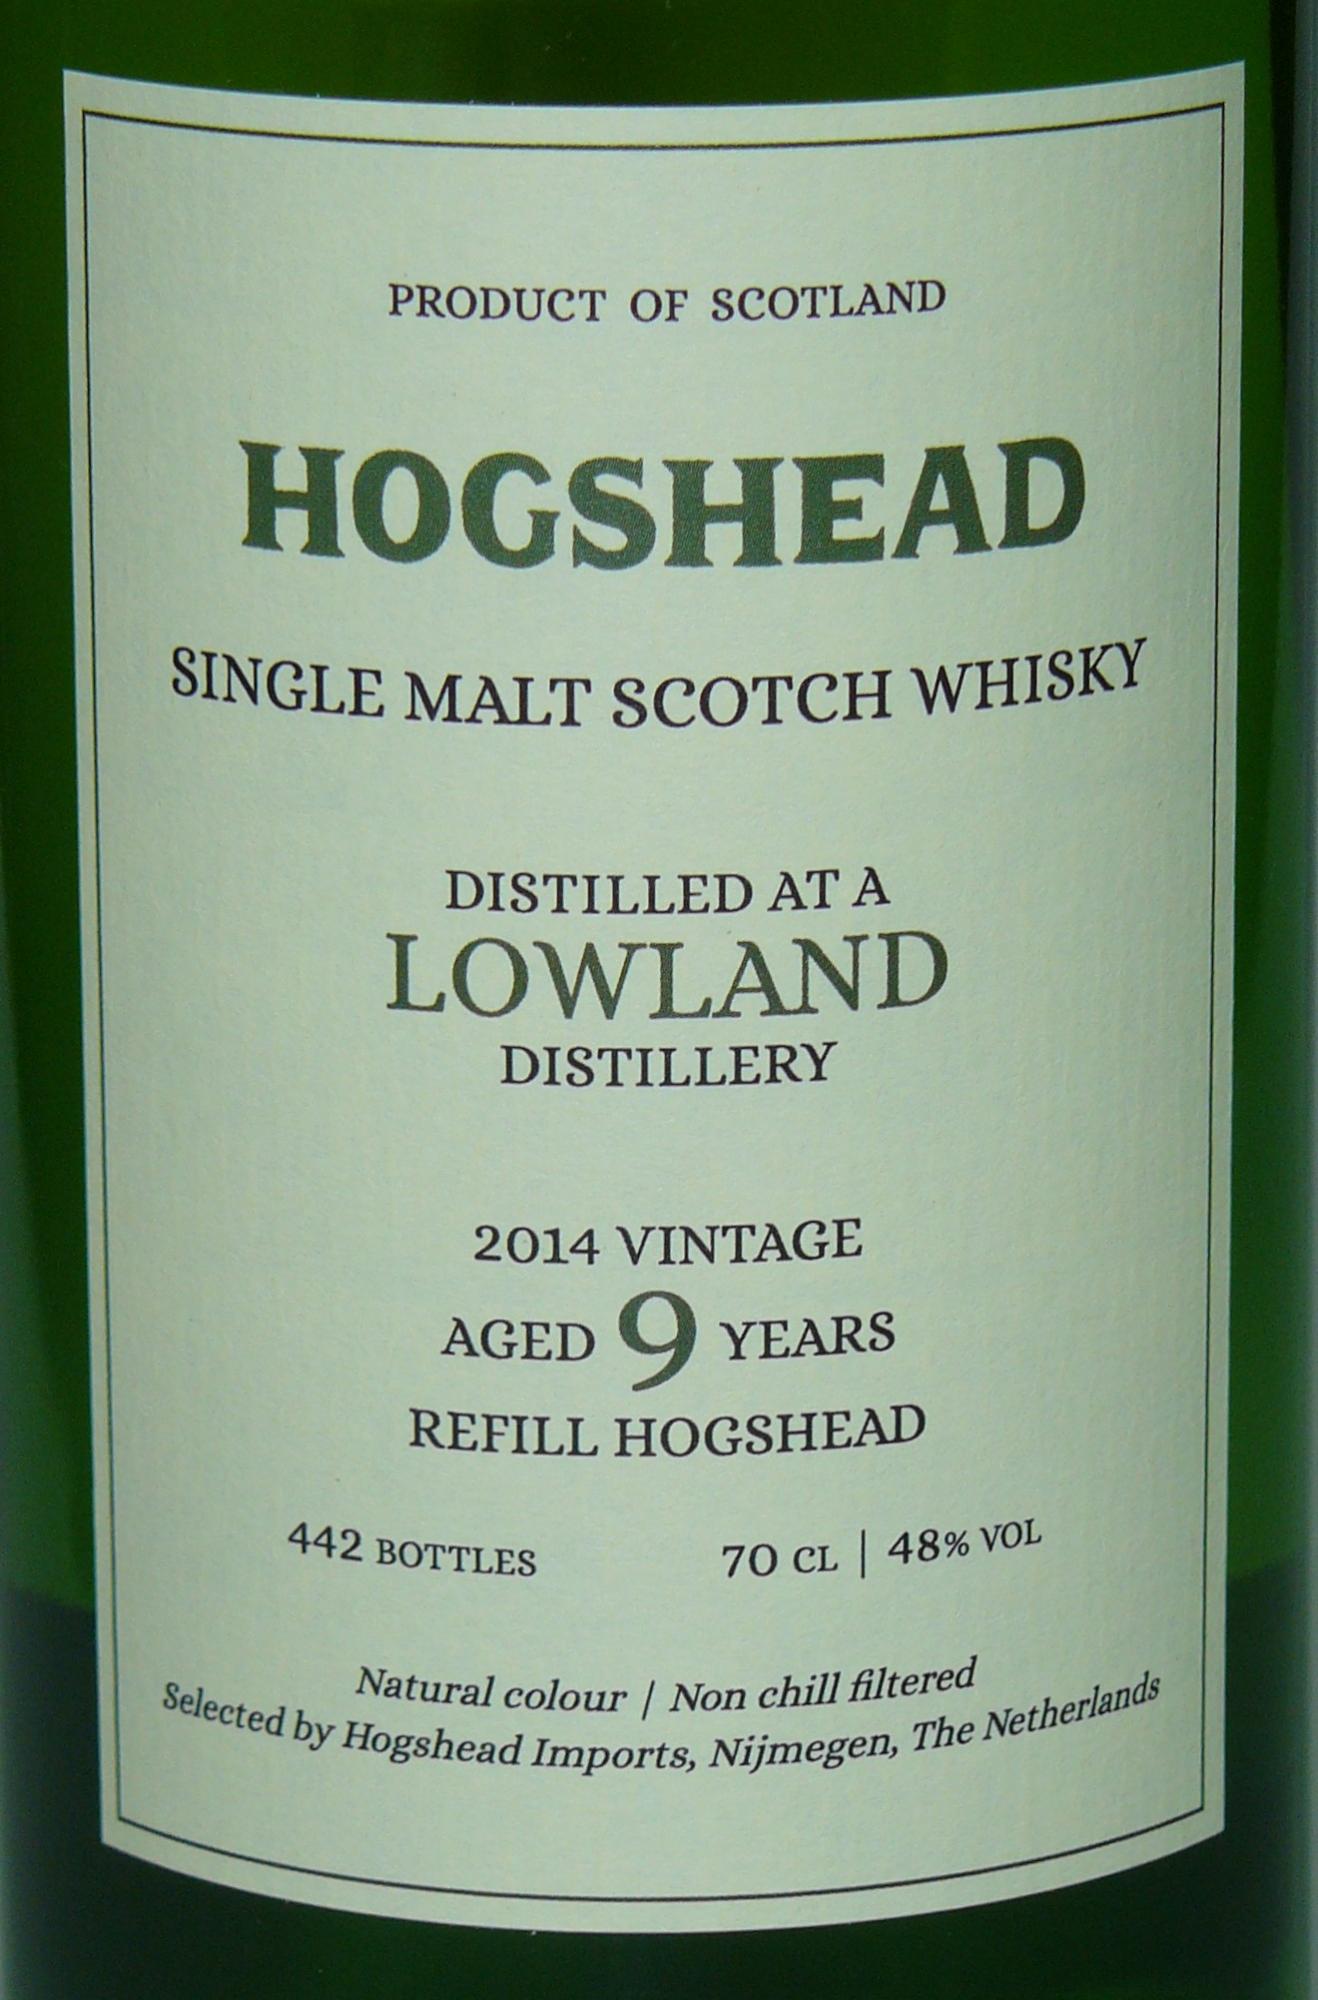 PRODUCT OF SCOTLAND
HOGSHEAD
SINGLE MALT SCOTCH WHISKY
DISTILLED AT A
LOWLAND
DISTILLERY
2014 VINTAGE
AGED 9 YEARS
REFILL HOGSHEAD
442 BOTTLES 70 CL | 48% VOL
Natural colour | Non chill filtered
Selected by Hogshead Imports, Nijmegen, The Netherlands